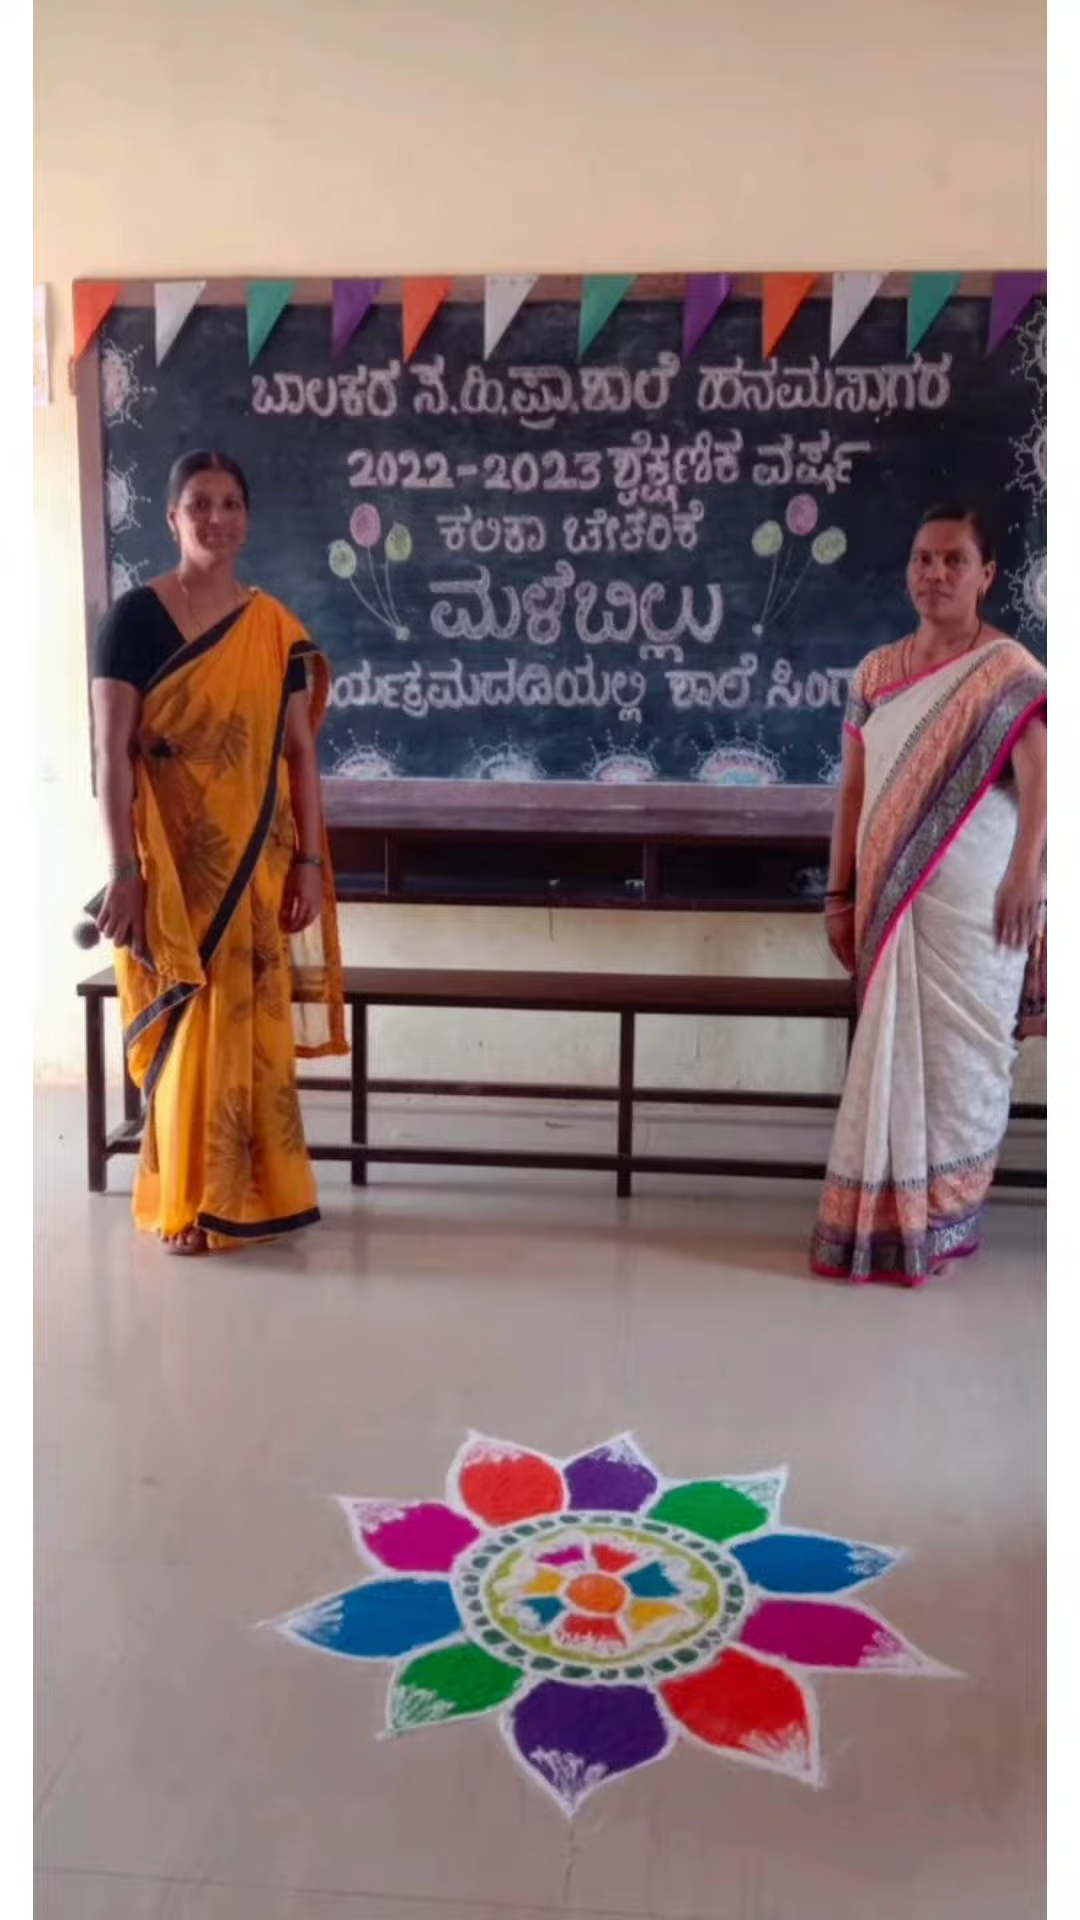 ಬಾಲಕರ ಸ.ಹಿ.ಪ್ರಾ.ಶಾಲೆ ಹನಮಸಾಗರ
2022-2023 ಶೈಕ್ಷಣಿಕ ವರ್ಷ
ಕಲಿಕಾ ಚೇತರಿಕೆ
ಮಳೆಬಿಲ್ಲು
ರ್ಯಕ್ರಮದಡಿಯಲ್ಲಿ ಶಾಲೆ ಸಿಂಗ